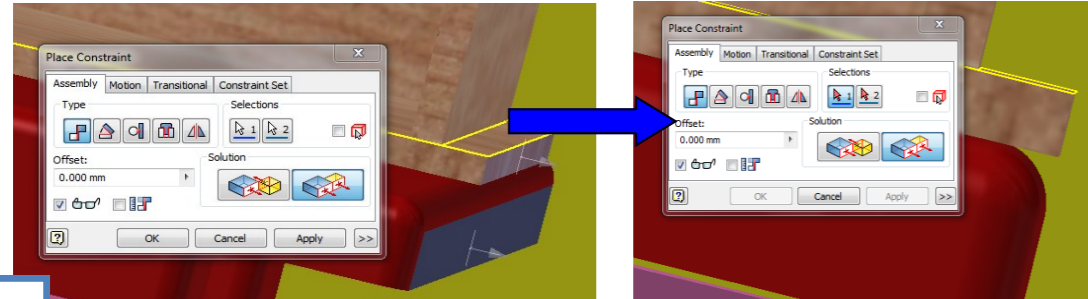 Place Constraint
Assembly Motion Transitional Constraint Set
Type
Selections
1 2
Offset:
Solution
0.000 mm
OK Cancel Apply >>
Place Constraint
Assembly Motion Transitional Constraint Set
Type
Selections
1 2
Offset:
Solution
0.000 mm
OK Cancel Apply >>